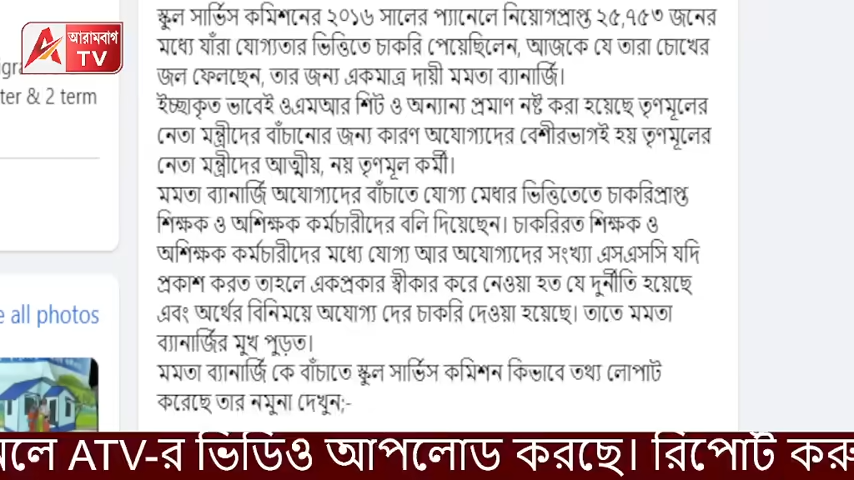 আরামবাগ
TV
ter & 2 term
e all photos
স্কুল সার্ভিস কমিশনের ২০১৬ সালের প্যানেলে নিয়োগপ্রাপ্ত ২৫,৭৫৩ জনের
মধ্যে যাঁরা যোগ্যতার ভিত্তিতে চাকরি পেয়েছিলেন, আজকে যে তারা চোখের
জল ফেলছেন, তার জন্য একমাত্র দায়ী মমতা ব্যানার্জি।
ইচ্ছাকৃত ভাবেই ওএমআর শিট ও অন্যান্য প্রমাণ নষ্ট করা হয়েছে তৃণমূলের
নেতা মন্ত্রীদের বাঁচানোর জন্য কারণ অযোগ্যদের বেশীরভাগই হয় তৃণমূলের
নেতা মন্ত্রীদের আত্মীয়, নয় তৃণমূল কর্মী।
মমতা ব্যানার্জি অযোগ্যদের বাঁচাতে যোগ্য মেধার ভিত্তিতেতে চাকরিপ্রাপ্ত
শিক্ষক ও অশিক্ষক কর্মচারীদের বলি দিয়েছেন। চাকরিরত শিক্ষক ও
অশিক্ষক কর্মচারীদের মধ্যে যোগ্য আর অযোগ্যদের সংখ্যা এসএসসি যদি
প্রকাশ করত তাহলে একপ্রকার স্বীকার করে নেওয়া হত যে দুর্নীতি হয়েছে
এবং অর্থের বিনিময়ে অযোগ্য দের চাকরি দেওয়া হয়েছে। তাতে মমতা
ব্যানার্জির মুখ পুড়ত।
মমতা ব্যানার্জি কে বাঁচাতে স্কুল সার্ভিস কমিশন কিভাবে তথ্য লোপাট
করেছে তার নমুনা দেখুন;-
ATV-র ভিডিও আপলোড করছে। রিপোর্ট